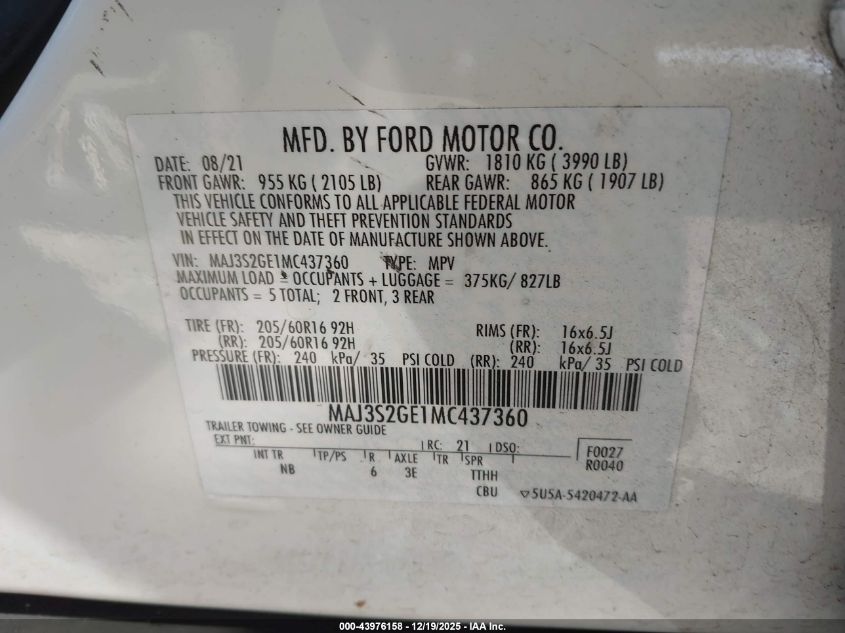 MFD. BY FORD MOTOR CO.
DATE: 08/21 GVWR: 1810 KG ( 3990 LB)
FRONT GAWR: 955 KG ( 2105 LB) REAR GAWR: 865 KG ( 1907 LB)
THIS VEHICLE CONFORMS TO ALL APPLICABLE FEDERAL MOTOR
VEHICLE SAFETY AND THEFT PREVENTION STANDARDS
IN EFFECT ON THE DATE OF MANUFACTURE SHOWN ABOVE.
VIN: MAJ3S2GE1MC437360 TYPE: MPV
MAXIMUM LOAD = OCCUPANTS + LUGGAGE = 375KG/ 827LB
OCCUPANTS = 5 TOTAL; 2 FRONT, 3 REAR
TIRE (FR): 205/60R16 92H RIMS (FR): 16x6.5J
(RR): 205/60R16 92H (RR): 16x6.5J
PRESSURE (FR): 240 kPa/ 35 PSI COLD (RR): 240 kPa/ 35 PSI COLD
MAJ3S2GE1MC437360
TRAILER TOWING - SEE OWNER GUIDE
EXT PNT: RC: 21 DSO: F0027
INT TR TP/PS R AXLE TR SPR R0040
NB 6 3E TTHH
CBU ▽5U5A-5420472-AA
000-43976158 - 12/19/2025 - IAA Inc.